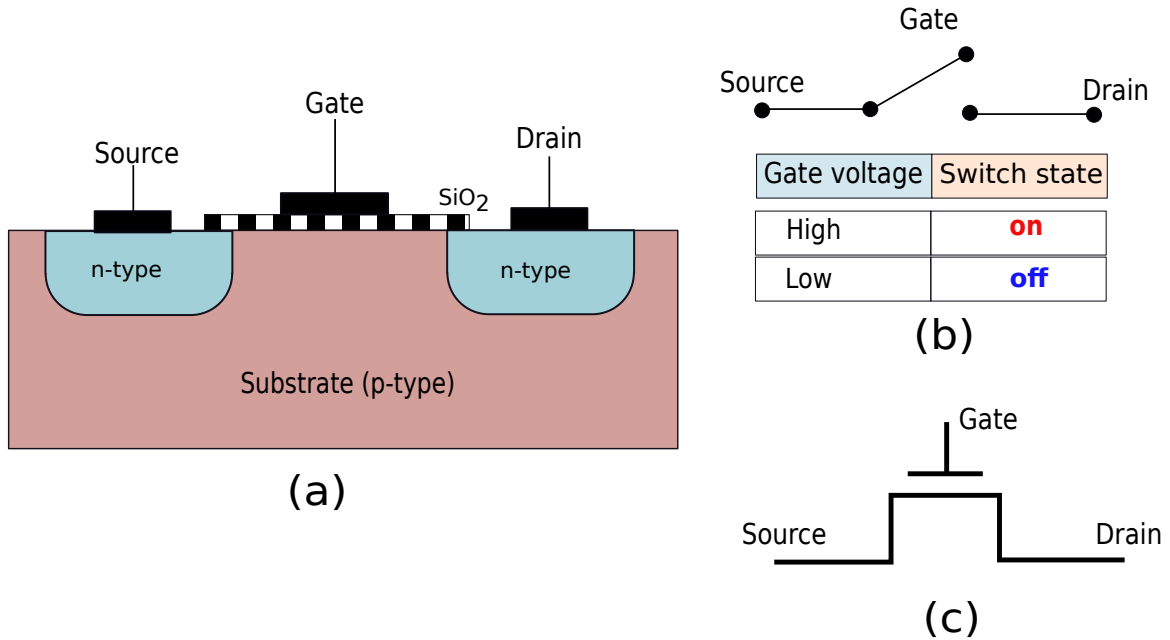 Gate
Source
Drain
SiO2
n-type
n-type
Substrate (p-type)
(a)
Gate
Source
Drain
Gate voltage Switch state
High on
Low off
(b)
Gate
Source
Drain
(c)